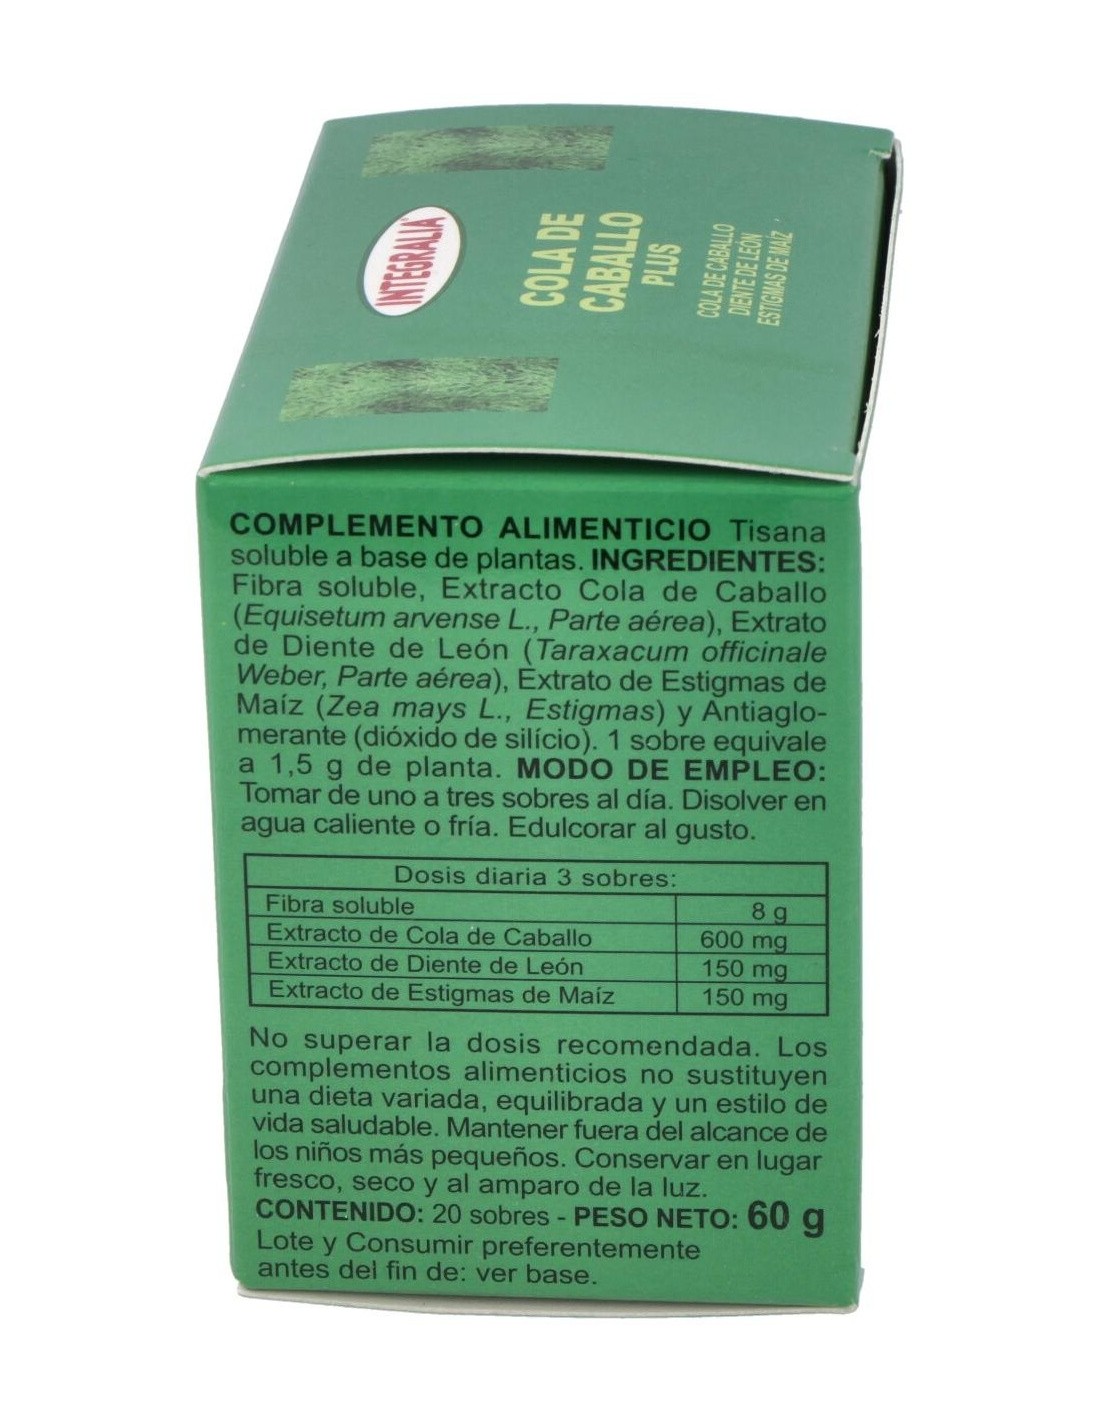 INTEGRALIA
COLA DE
CABALLO
PLUS
COLA DE CABALLO
DIENTE DE LEÓN
ESTIGMAS DE MAÍZ
COMPLEMENTO ALIMENTICIO Tisana
soluble a base de plantas. INGREDIENTES:
Fibra soluble, Extracto Cola de Caballo
(Equisetum arvense L., Parte aérea), Extrato
de Diente de León (Taraxacum officinale
Weber, Parte aérea), Extrato de Estigmas de
Maíz (Zea mays L., Estigmas) y Antiaglo-
merante (dióxido de silício). 1 sobre equivale
a 1,5 g de planta. MODO DE EMPLEO:
Tomar de uno a tres sobres al día. Disolver en
agua caliente o fría. Edulcorar al gusto.
Dosis diaria 3 sobres:
Fibra soluble 8 g
Extracto de Cola de Caballo 600 mg
Extracto de Diente de León 150 mg
Extracto de Estigmas de Maíz 150 mg
No superar la dosis recomendada. Los
complementos alimenticios no sustituyen
una dieta variada, equilibrada y un estilo de
vida saludable. Mantener fuera del alcance de
los niños más pequeños. Conservar en lugar
fresco, seco y al amparo de la luz.
CONTENIDO: 20 sobres - PESO NETO: 60 g
Lote y Consumir preferentemente
antes del fin de: ver base.